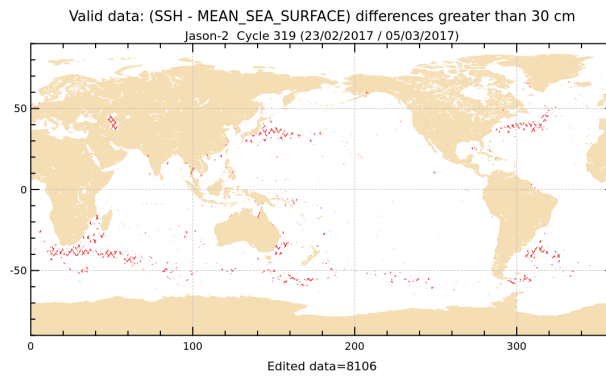 Valid data: (SSH - MEAN_SEA_SURFACE) differences greater than 30 cm
Jason-2 Cycle 319 (23/02/2017 / 05/03/2017)
50
0
-50
0 100 200 300
Edited data=8106